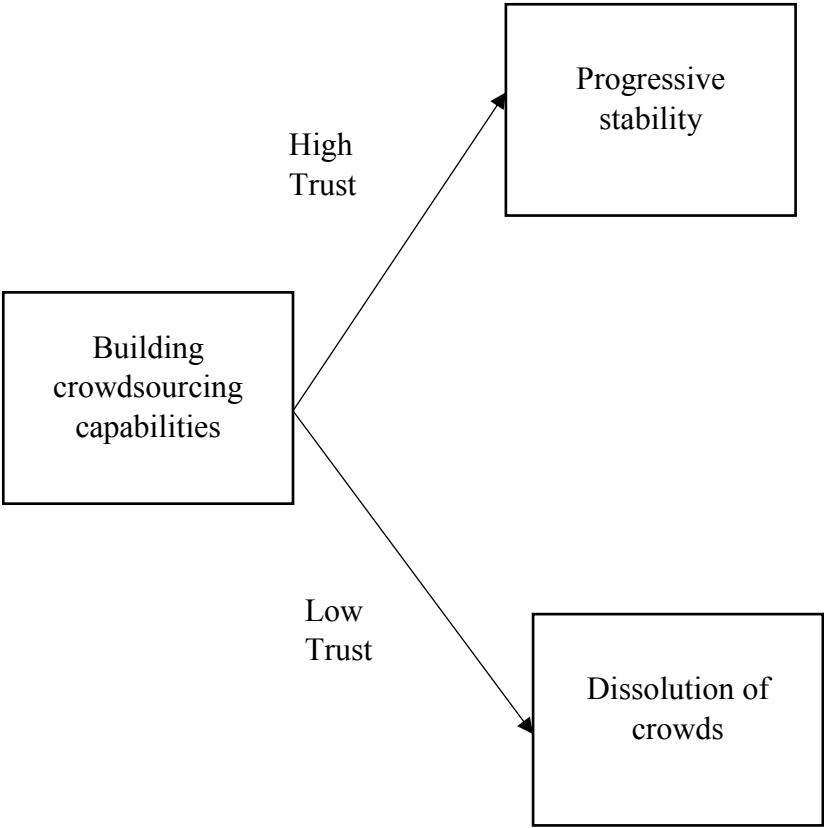 Progressive
stability
High
Trust
Building
crowdsourcing
capabilities
Low
Trust
Dissolution of
crowds